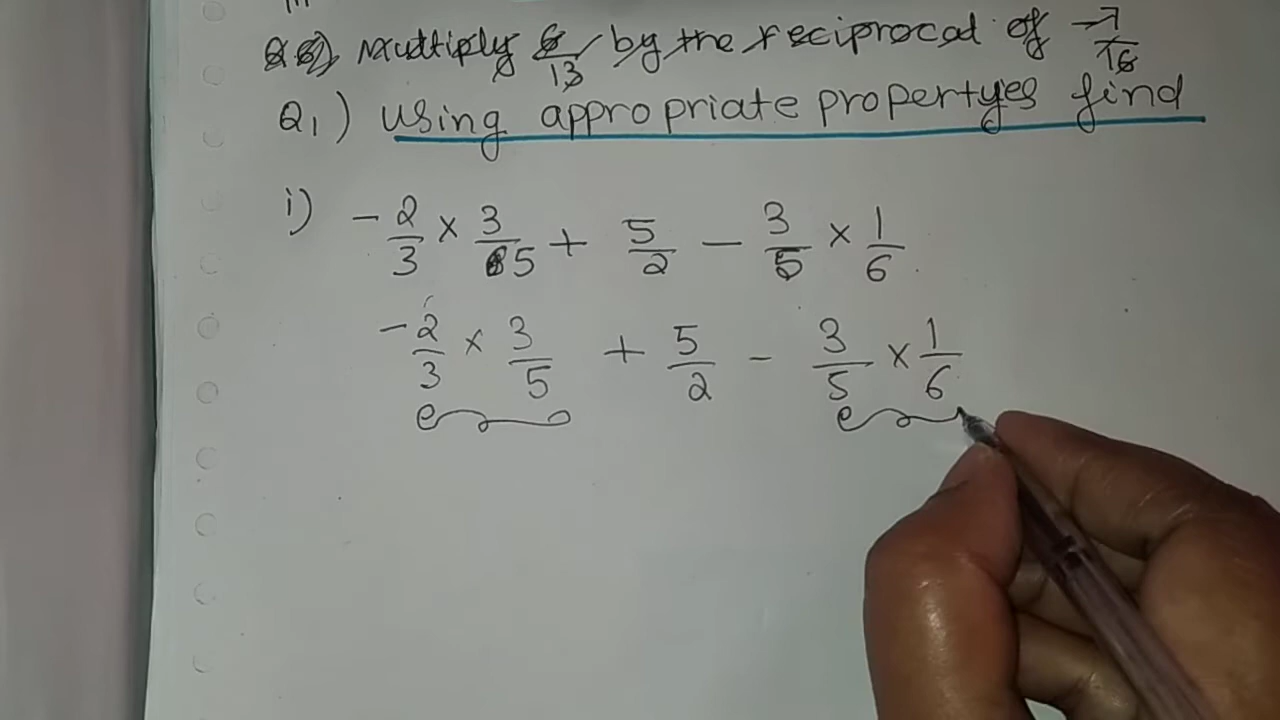 Multiply 6/13 by the reciprocal of -7/16
Q1) using appropriate propertyes find
i) - 2/3 × 3/5 + 5/2 - 3/5 × 1/6
- 2/3 × 3/5 + 5/2 - 3/5 × 1/6